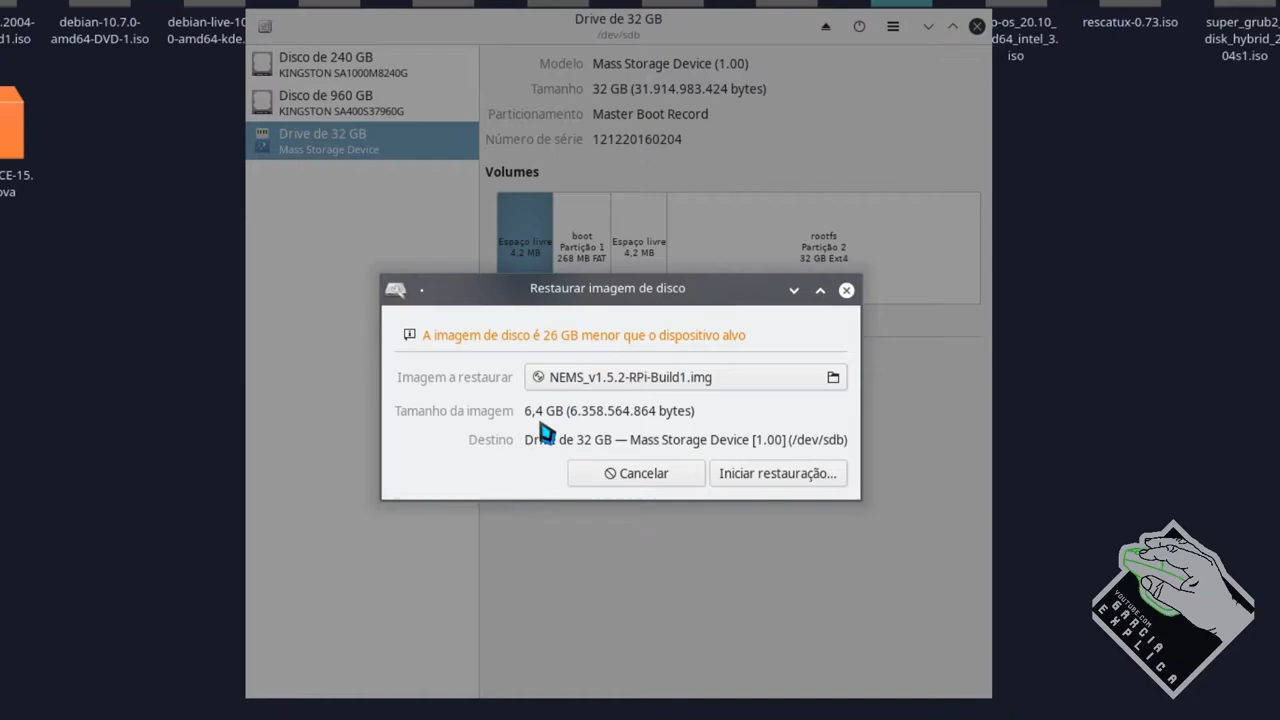 .2004-
d1.iso
debian-10.7.0-
amd64-DVD-1.iso
debian-live-10
0-amd64-kde.
Drive de 32 GB
/dev/sdb
p-os_20.10_
d64_intel_3.
iso
rescatux-0.73.iso
super_grub2_
disk_hybrid_2
04s1.iso
Disco de 240 GB
KINGSTON SA1000M8240G
Disco de 960 GB
KINGSTON SA400S37960G
Drive de 32 GB
Mass Storage Device
CE-15.
ova
Modelo Mass Storage Device (1.00)
Tamanho 32 GB (31.914.983.424 bytes)
Particionamento Master Boot Record
Número de série 121220160204
Volumes
Espaço livre
4,2 MB
boot
Partição 1
268 MB FAT
Espaço livre
4,2 MB
rootfs
Partição 2
32 GB Ext4
Restaurar imagem de disco
A imagem de disco é 26 GB menor que o dispositivo alvo
Imagem a restaurar NEMS_v1.5.2-RPi-Build1.img
Tamanho da imagem 6,4 GB (6.358.564.864 bytes)
Destino Drive de 32 GB — Mass Storage Device [1.00] (/dev/sdb)
Cancelar Iniciar restauração...
YOUTUBE.COM
GARCIA
EXPLICA